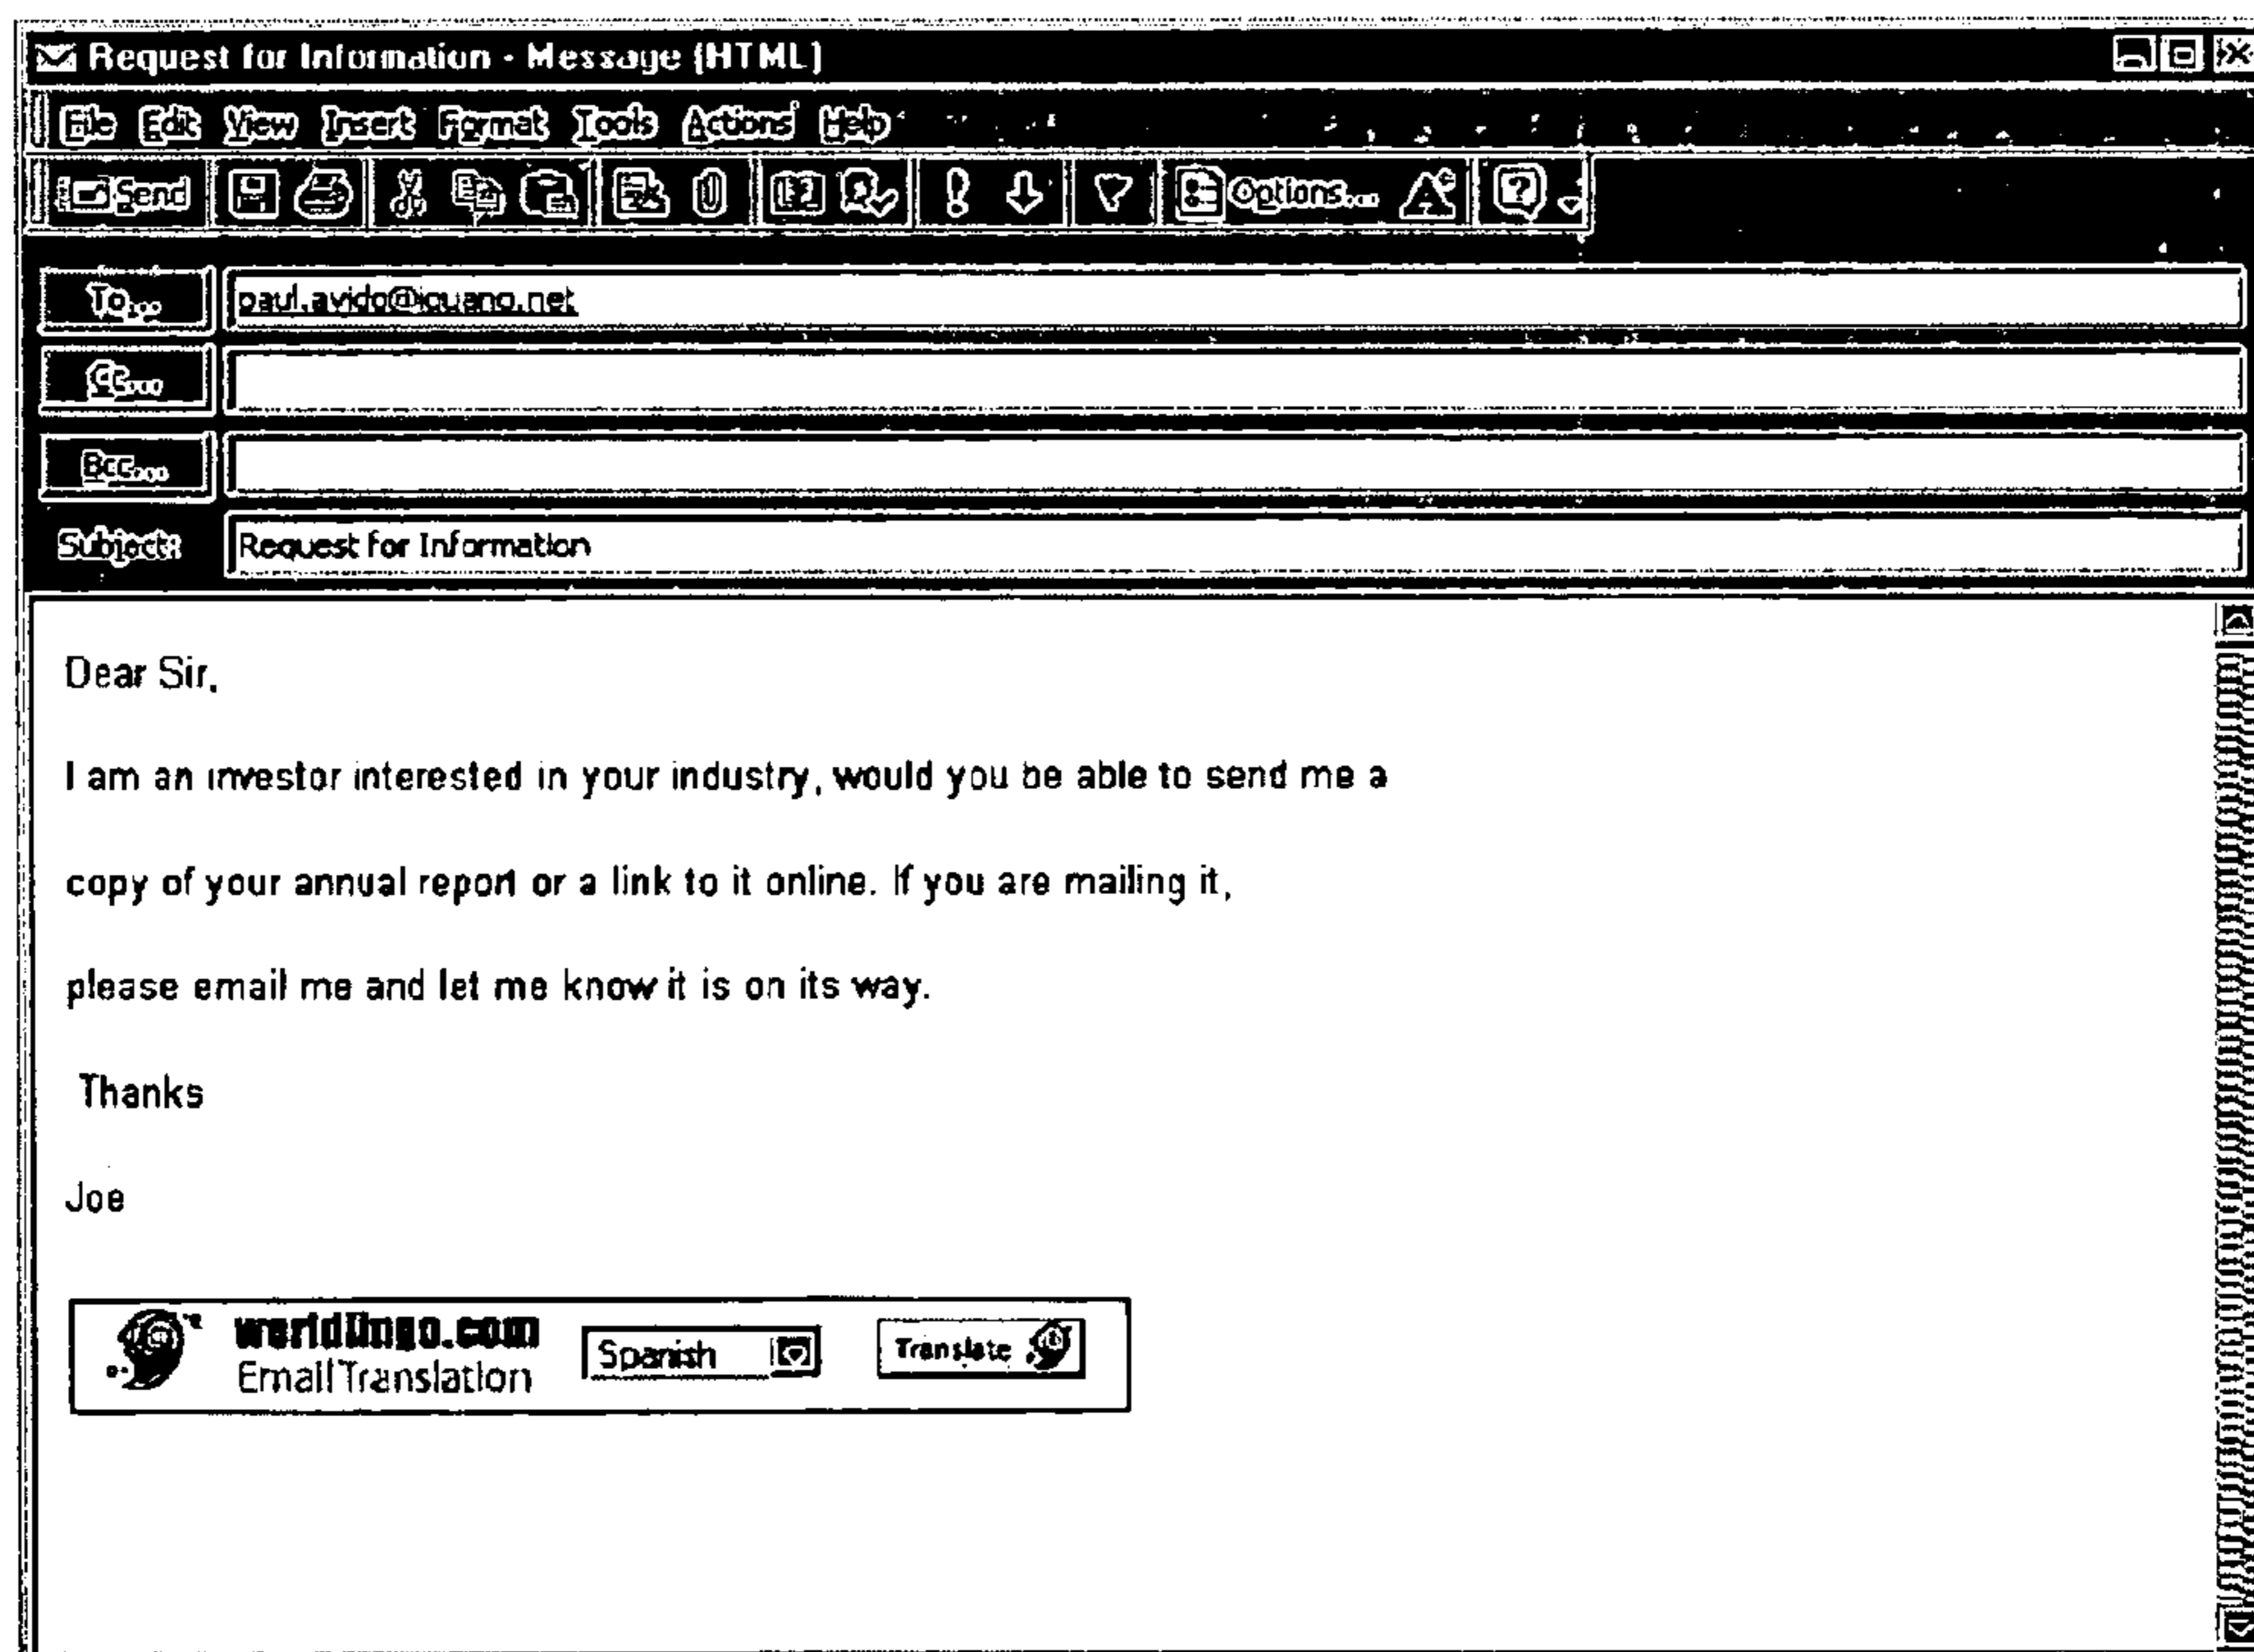 Request for Information - Message (HTML)
File Edit View Insert Format Tools Actions Help
Send Options...
To... paul.avido@iguano.net
Cc...
Bcc...
Subject: Request for Information
Dear Sir,
I am an investor interested in your industry, would you be able to send me a
copy of your annual report or a link to it online. If you are mailing it,
please email me and let me know it is on its way.
Thanks
Joe
worldlingo.com
Email Translation
Spanish
Translate